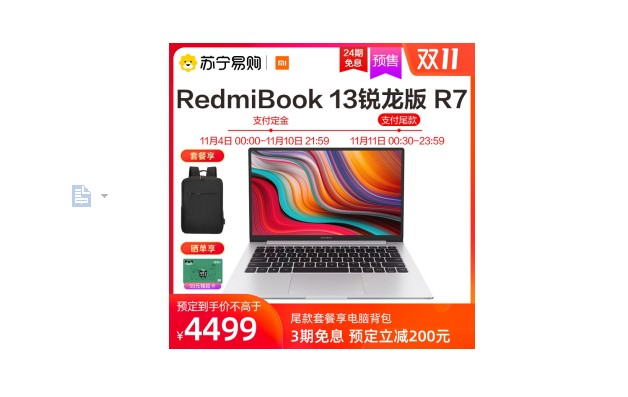 苏宁易购
24期
免息
预售
双11
RedmiBook 13锐龙版 R7
支付定金
支付尾款
11月4日 00:00-11月10日 21:59
11月11日 00:30-23:59
套餐享
晒单享
预定到手价不高于
¥4499
尾款套餐享电脑背包
3期免息 预定立减200元